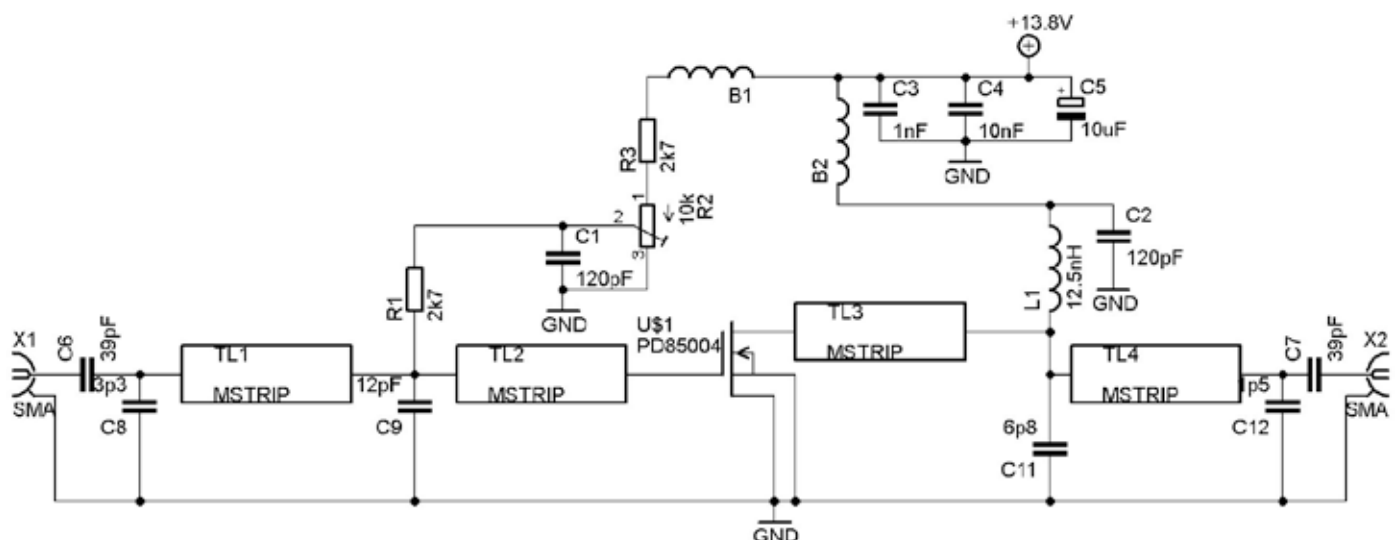 +13.8V
B1
C3
1nF
C4
10nF
C5
+
10uF
R3
2k7
B2
GND
1
2
3
10k
R2
C1
120pF
GND
R1
2k7
L1
12.5nH
C2
120pF
GND
X1
SMA
C6
39pF
3p3
C8
TL1
MSTRIP
12pF
C9
TL2
MSTRIP
U$1
PD85004
TL3
MSTRIP
6p8
C11
TL4
MSTRIP
1p5
C12
C7
39pF
X2
SMA
GND